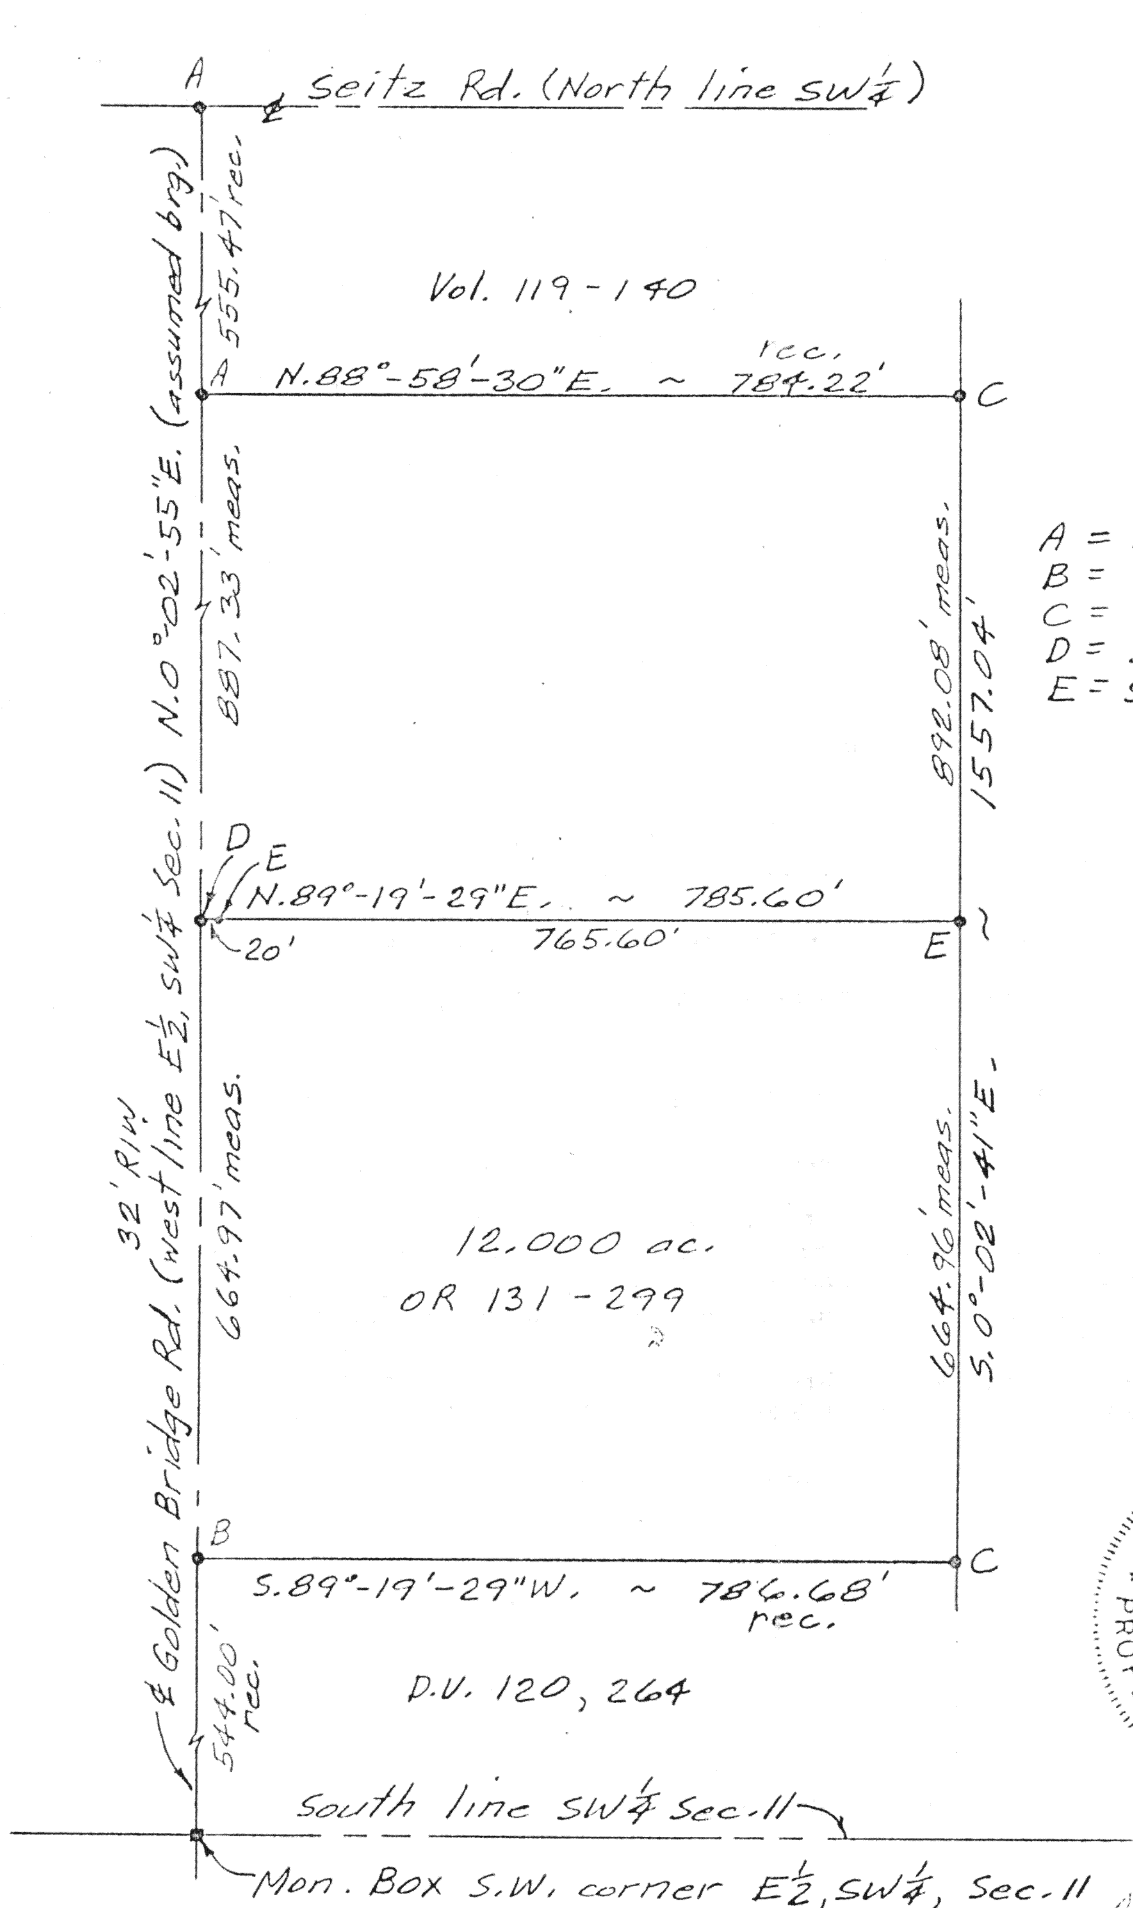 A
℄ Seitz Rd. (North line SW¼)
555.47' rec.
Vol. 119-140
rec.
A N.88°-58'-30"E. ~ 784.22' C
N.0°-02'-55"E. (assumed brg.)
887.33' meas.
892.08' meas.
1557.04'
A =
B =
C =
D =
E = S
D
E
N.89°-19'-29"E. ~ 785.60'
20' 765.60' E ~
32' R/W
℄ Golden Bridge Rd. (west line E½, SW¼ Sec. 11)
664.97' meas.
12.000 ac.
OR 131-299
664.96' meas.
S.0°-02'-41"E.
B
C
S.89°-19'-29"W. ~ 786.68'
rec.
544.00'
rec.
D.V. 120, 264
PROF
South line SW¼ Sec. 11
Mon. Box S.W. corner E½, SW¼, Sec. 11